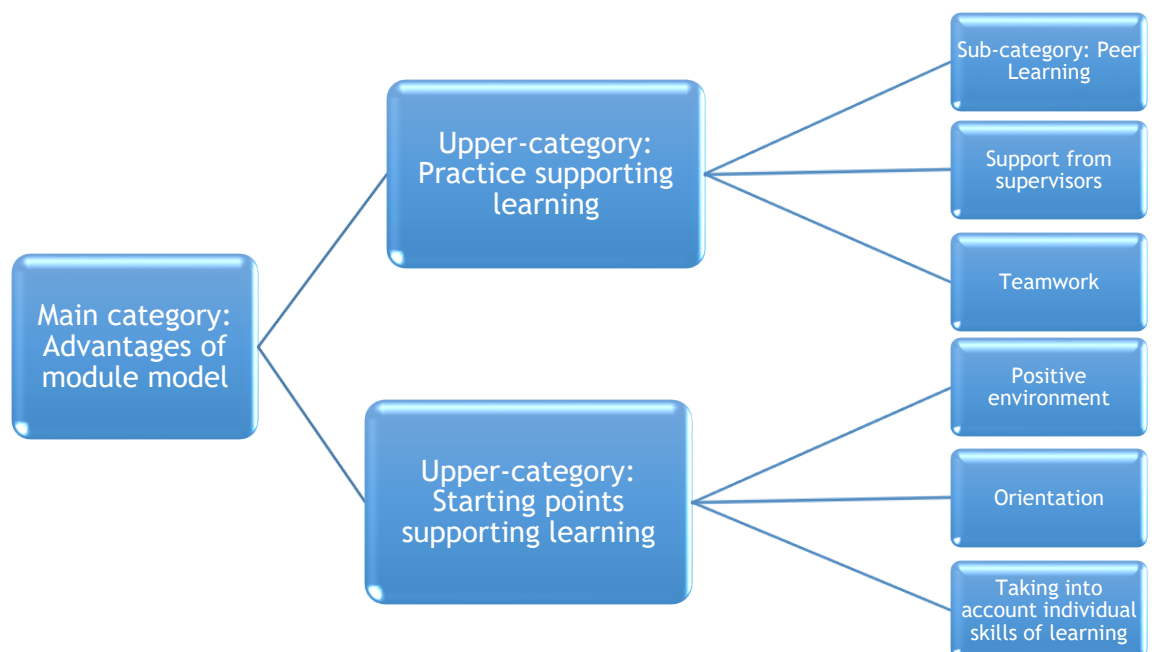 Main category:
Advantages of
module model
Upper-category:
Practice supporting
learning
Sub-category: Peer
Learning
Support from
supervisors
Teamwork
Upper-category:
Starting points
supporting learning
Positive
environment
Orientation
Taking into
account individual
skills of learning